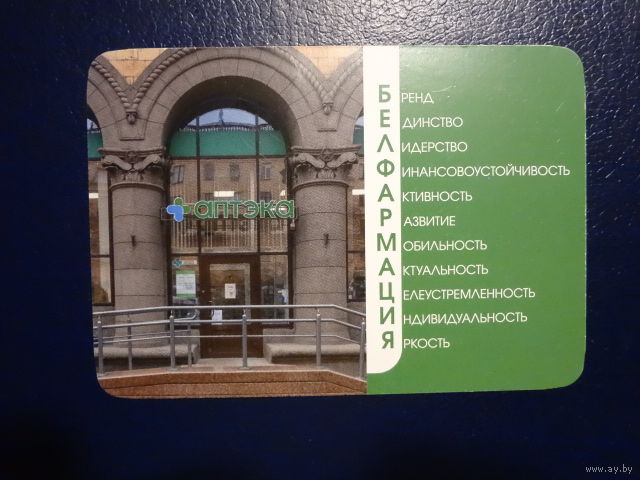 аптэка
БРЕНД
ЕДИНСТВО
ЛИДЕРСТВО
ФИНАНСОВОУСТОЙЧИВОСТЬ
АКТИВНОСТЬ
РАЗВИТИЕ
МОБИЛЬНОСТЬ
АКТУАЛЬНОСТЬ
ЦЕЛЕУСТРЕМЛЕННОСТЬ
ИНДИВИДУАЛЬНОСТЬ
ЯРКОСТЬ
www.ay.by